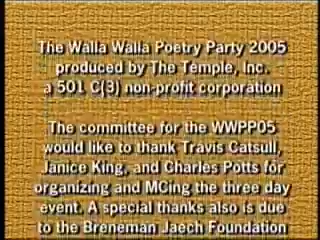 The Walla Walla Poetry Party 2005
produced by The Temple, Inc.
a 501 C(3) non-profit corporation
The committee for the WWPP05
would like to thank Travis Catsull,
Janice King, and Charles Potts for
organizing and MCing the three day
event. A special thanks also is due
to the Breneman Jaech Foundation